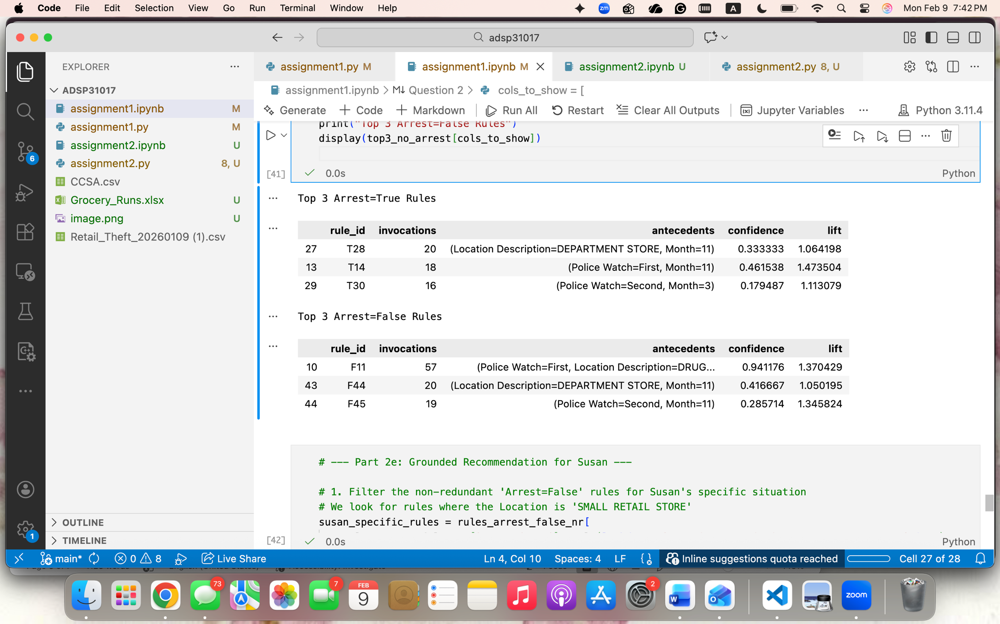 Code File Edit Selection View Go Run Terminal Window Help zm A Mon Feb 9 7:42 PM
adsp31017
EXPLORER
assignment1.py M assignment1.ipynb M assignment2.ipynb U assignment2.py 8, U
ADSP31017
assignment1.ipynb M
assignment1.py M
assignment2.ipynb U
assignment2.py 8, U
CCSA.csv
Grocery_Runs.xlsx U
image.png U
Retail_Theft_20260109 (1).csv
6
OUTLINE
TIMELINE
1
assignment1.ipynb > M↓ Question 2 > cols_to_show = [
Generate + Code + Markdown Run All Restart Clear All Outputs Jupyter Variables ... Python 3.11.4
print("Top 3 Arrest=False Rules")
display(top3_no_arrest[cols_to_show])
[41] 0.0s Python
Top 3 Arrest=True Rules
rule_id invocations antecedents confidence lift
27 T28 20 (Location Description=DEPARTMENT STORE, Month=11) 0.333333 1.064198
13 T14 18 (Police Watch=First, Month=11) 0.461538 1.473504
29 T30 16 (Police Watch=Second, Month=3) 0.179487 1.113079
Top 3 Arrest=False Rules
rule_id invocations antecedents confidence lift
10 F11 57 (Police Watch=First, Location Description=DRUG... 0.941176 1.370429
43 F44 20 (Location Description=DEPARTMENT STORE, Month=11) 0.416667 1.050195
44 F45 19 (Police Watch=Second, Month=11) 0.285714 1.345824
# --- Part 2e: Grounded Recommendation for Susan ---
# 1. Filter the non-redundant 'Arrest=False' rules for Susan's specific situation
# We look for rules where the Location is 'SMALL RETAIL STORE'
susan_specific_rules = rules_arrest_false_nr[
[42] 0.0s Python
main* 0 8 Live Share Ln 4, Col 10 Spaces: 4 LF Inline suggestions quota reached Cell 27 of 28
73 7 FEB 9 2 W O zoom